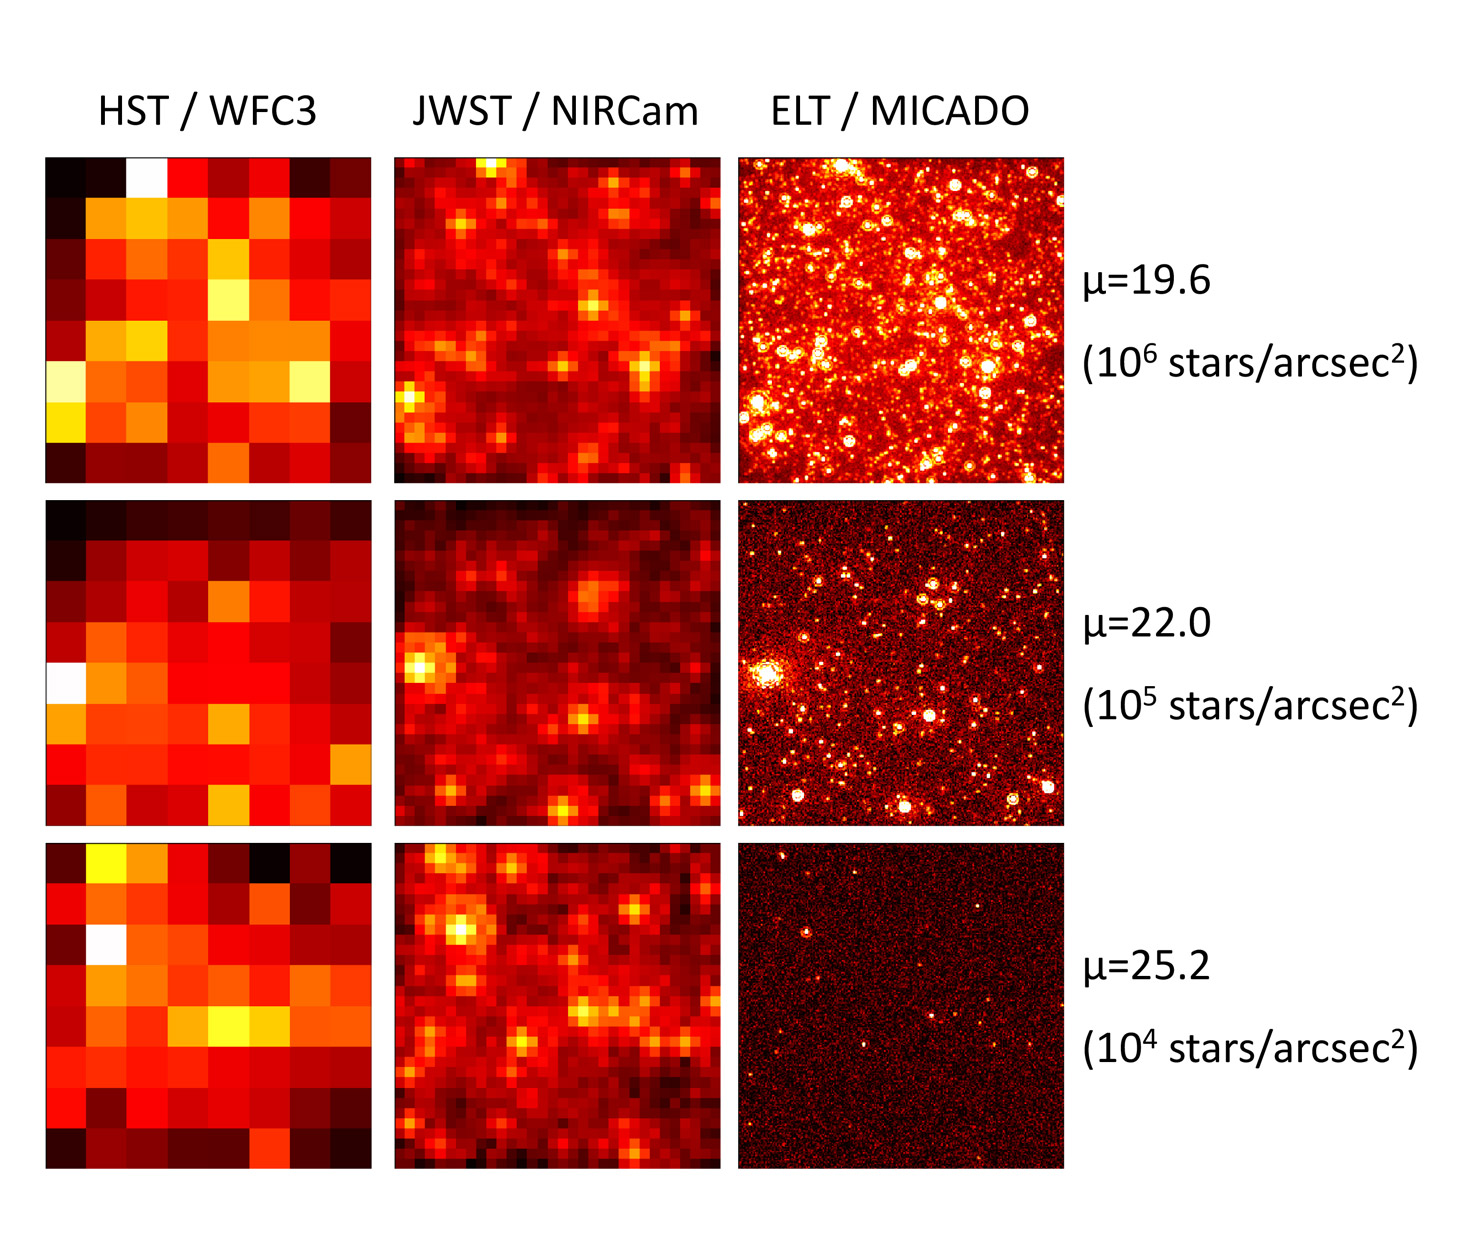 HST / WFC3 JWST / NIRCam ELT / MICADO
μ=19.6
(10⁶ stars/arcsec²)
μ=22.0
(10⁵ stars/arcsec²)
μ=25.2
(10⁴ stars/arcsec²)